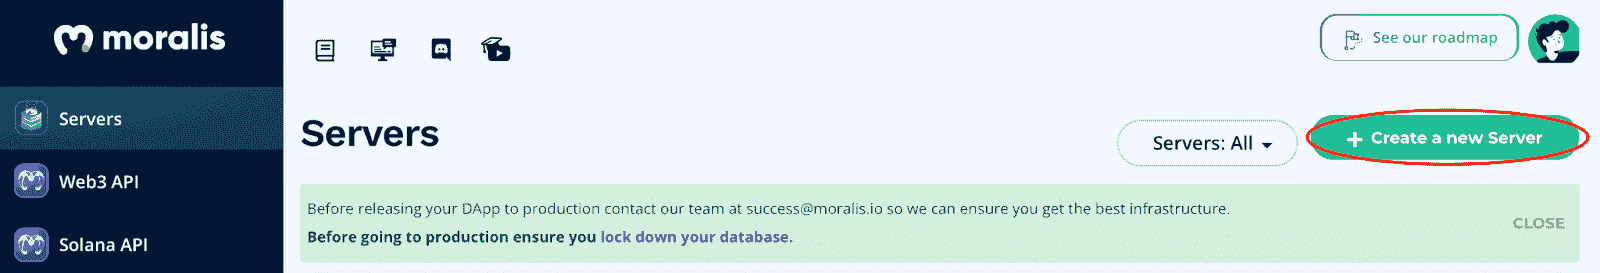 moralis
Servers
Web3 API
Solana API
See our roadmap
Servers
Servers: All
+ Create a new Server
Before releasing your DApp to production contact our team at success@moralis.io so we can ensure you get the best infrastructure.
Before going to production ensure you lock down your database.
CLOSE